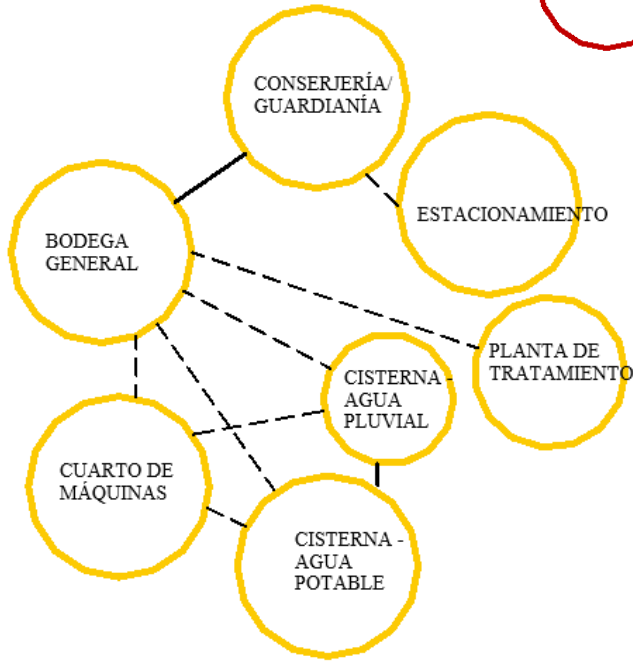 CONSERJERÍA/
GUARDIANÍA
ESTACIONAMIENTO
BODEGA
GENERAL
PLANTA DE
TRATAMIENTO
CISTERNA -
AGUA
PLUVIAL
CUARTO DE
MÁQUINAS
CISTERNA -
AGUA
POTABLE